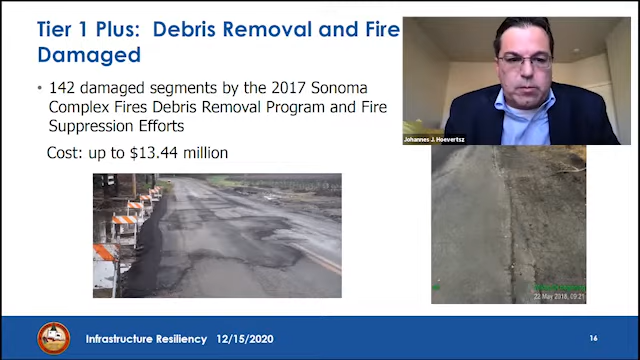 Tier 1 Plus: Debris Removal and Fire
Damaged
• 142 damaged segments by the 2017 Sonoma
Complex Fires Debris Removal Program and Fire
Suppression Efforts
Cost: up to $13.44 million
Johannes J. Hoevertsz
22 May 2018, 09:21
Infrastructure Resiliency 12/15/2020
16